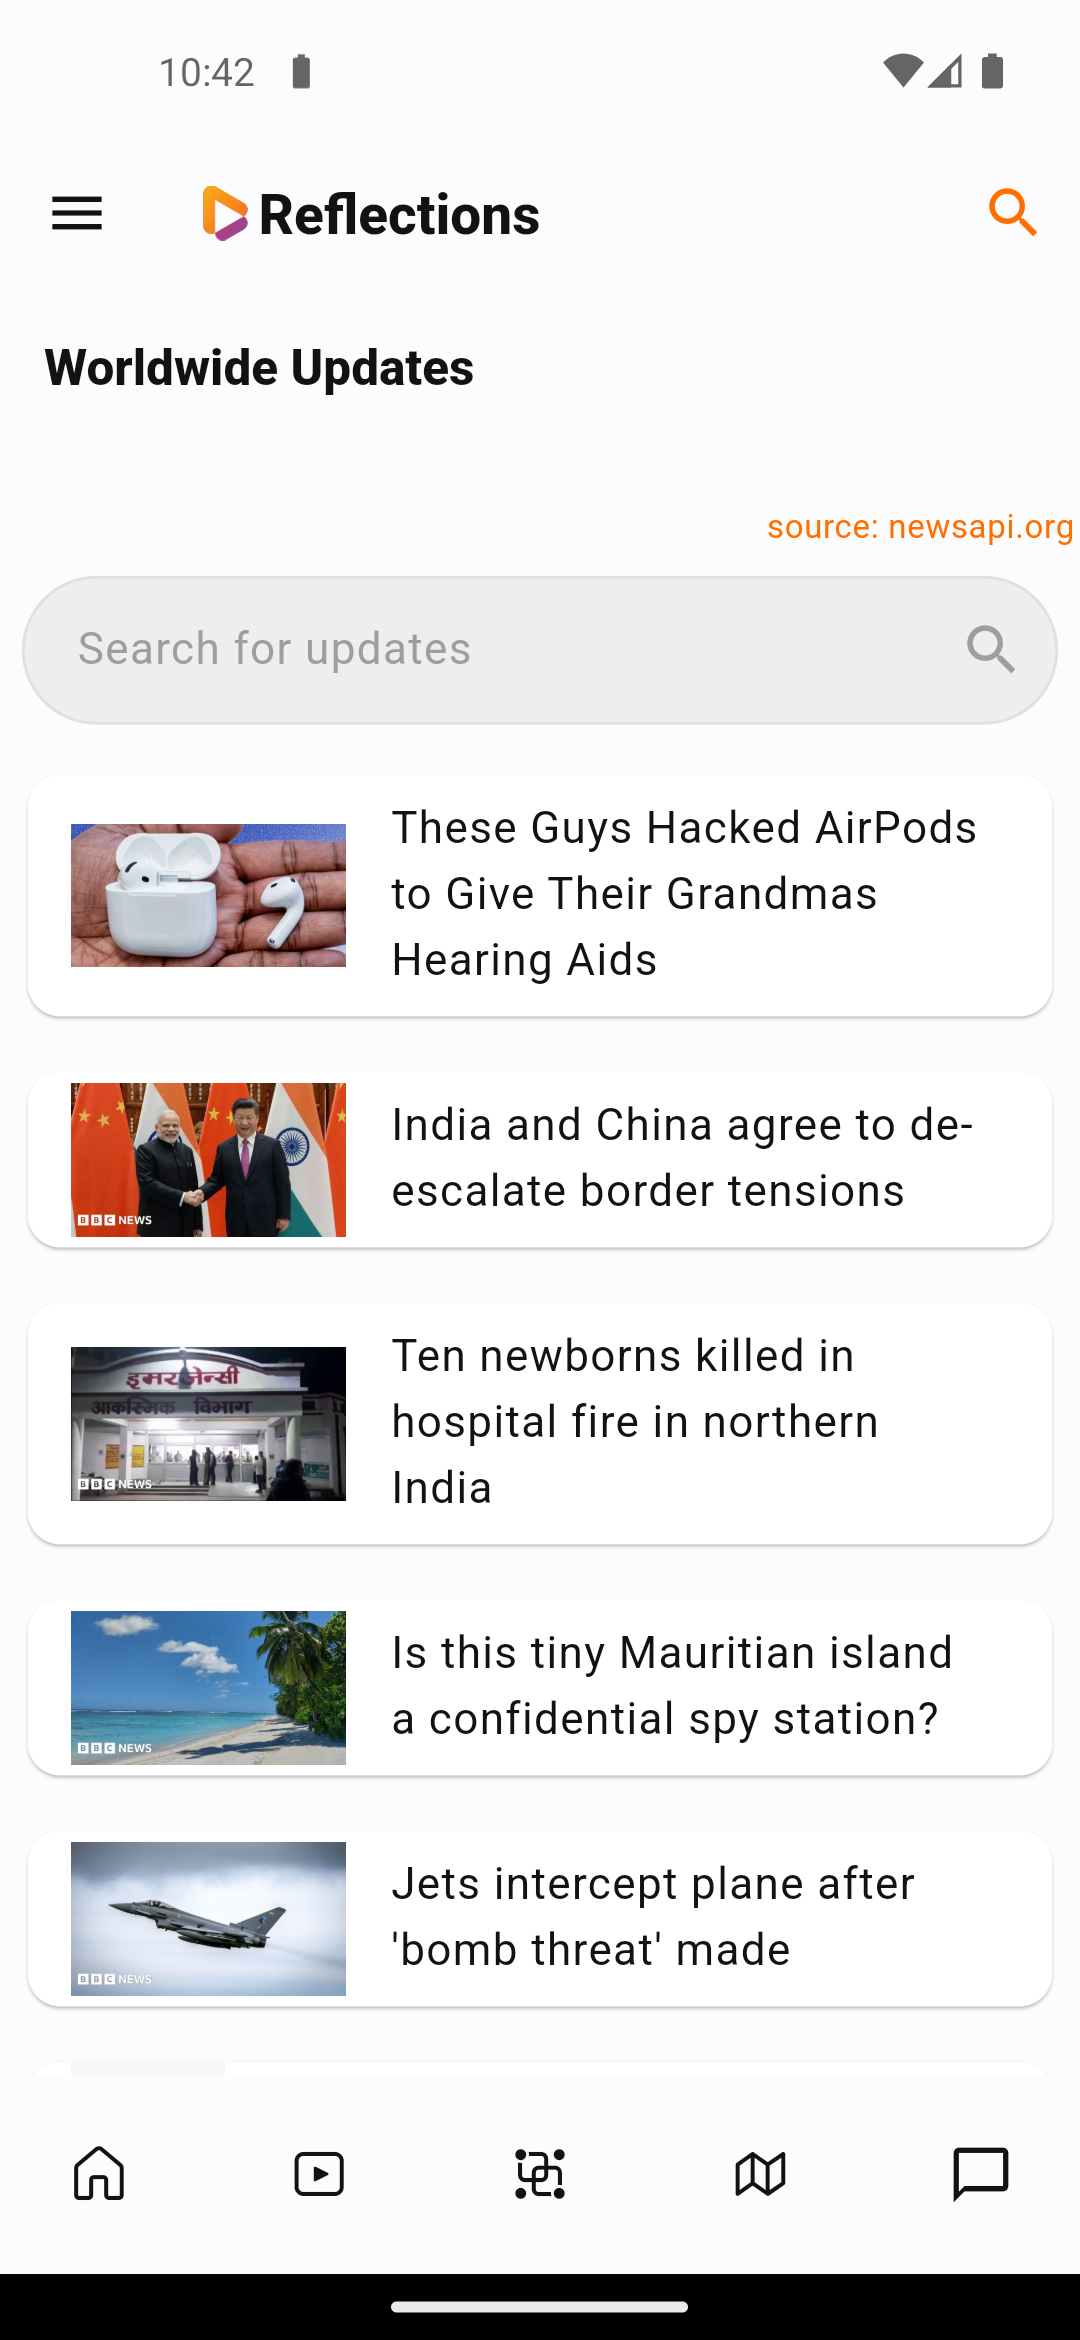 10:42
Reflections
Worldwide Updates
source: newsapi.org
Search for updates
These Guys Hacked AirPods
to Give Their Grandmas
Hearing Aids
India and China agree to de-
escalate border tensions
BBC NEWS
Ten newborns killed in
hospital fire in northern
India
इमरजेन्सी
आकस्मिक विभाग
BBC NEWS
Is this tiny Mauritian island
a confidential spy station?
BBC NEWS
Jets intercept plane after
'bomb threat' made
BBC NEWS